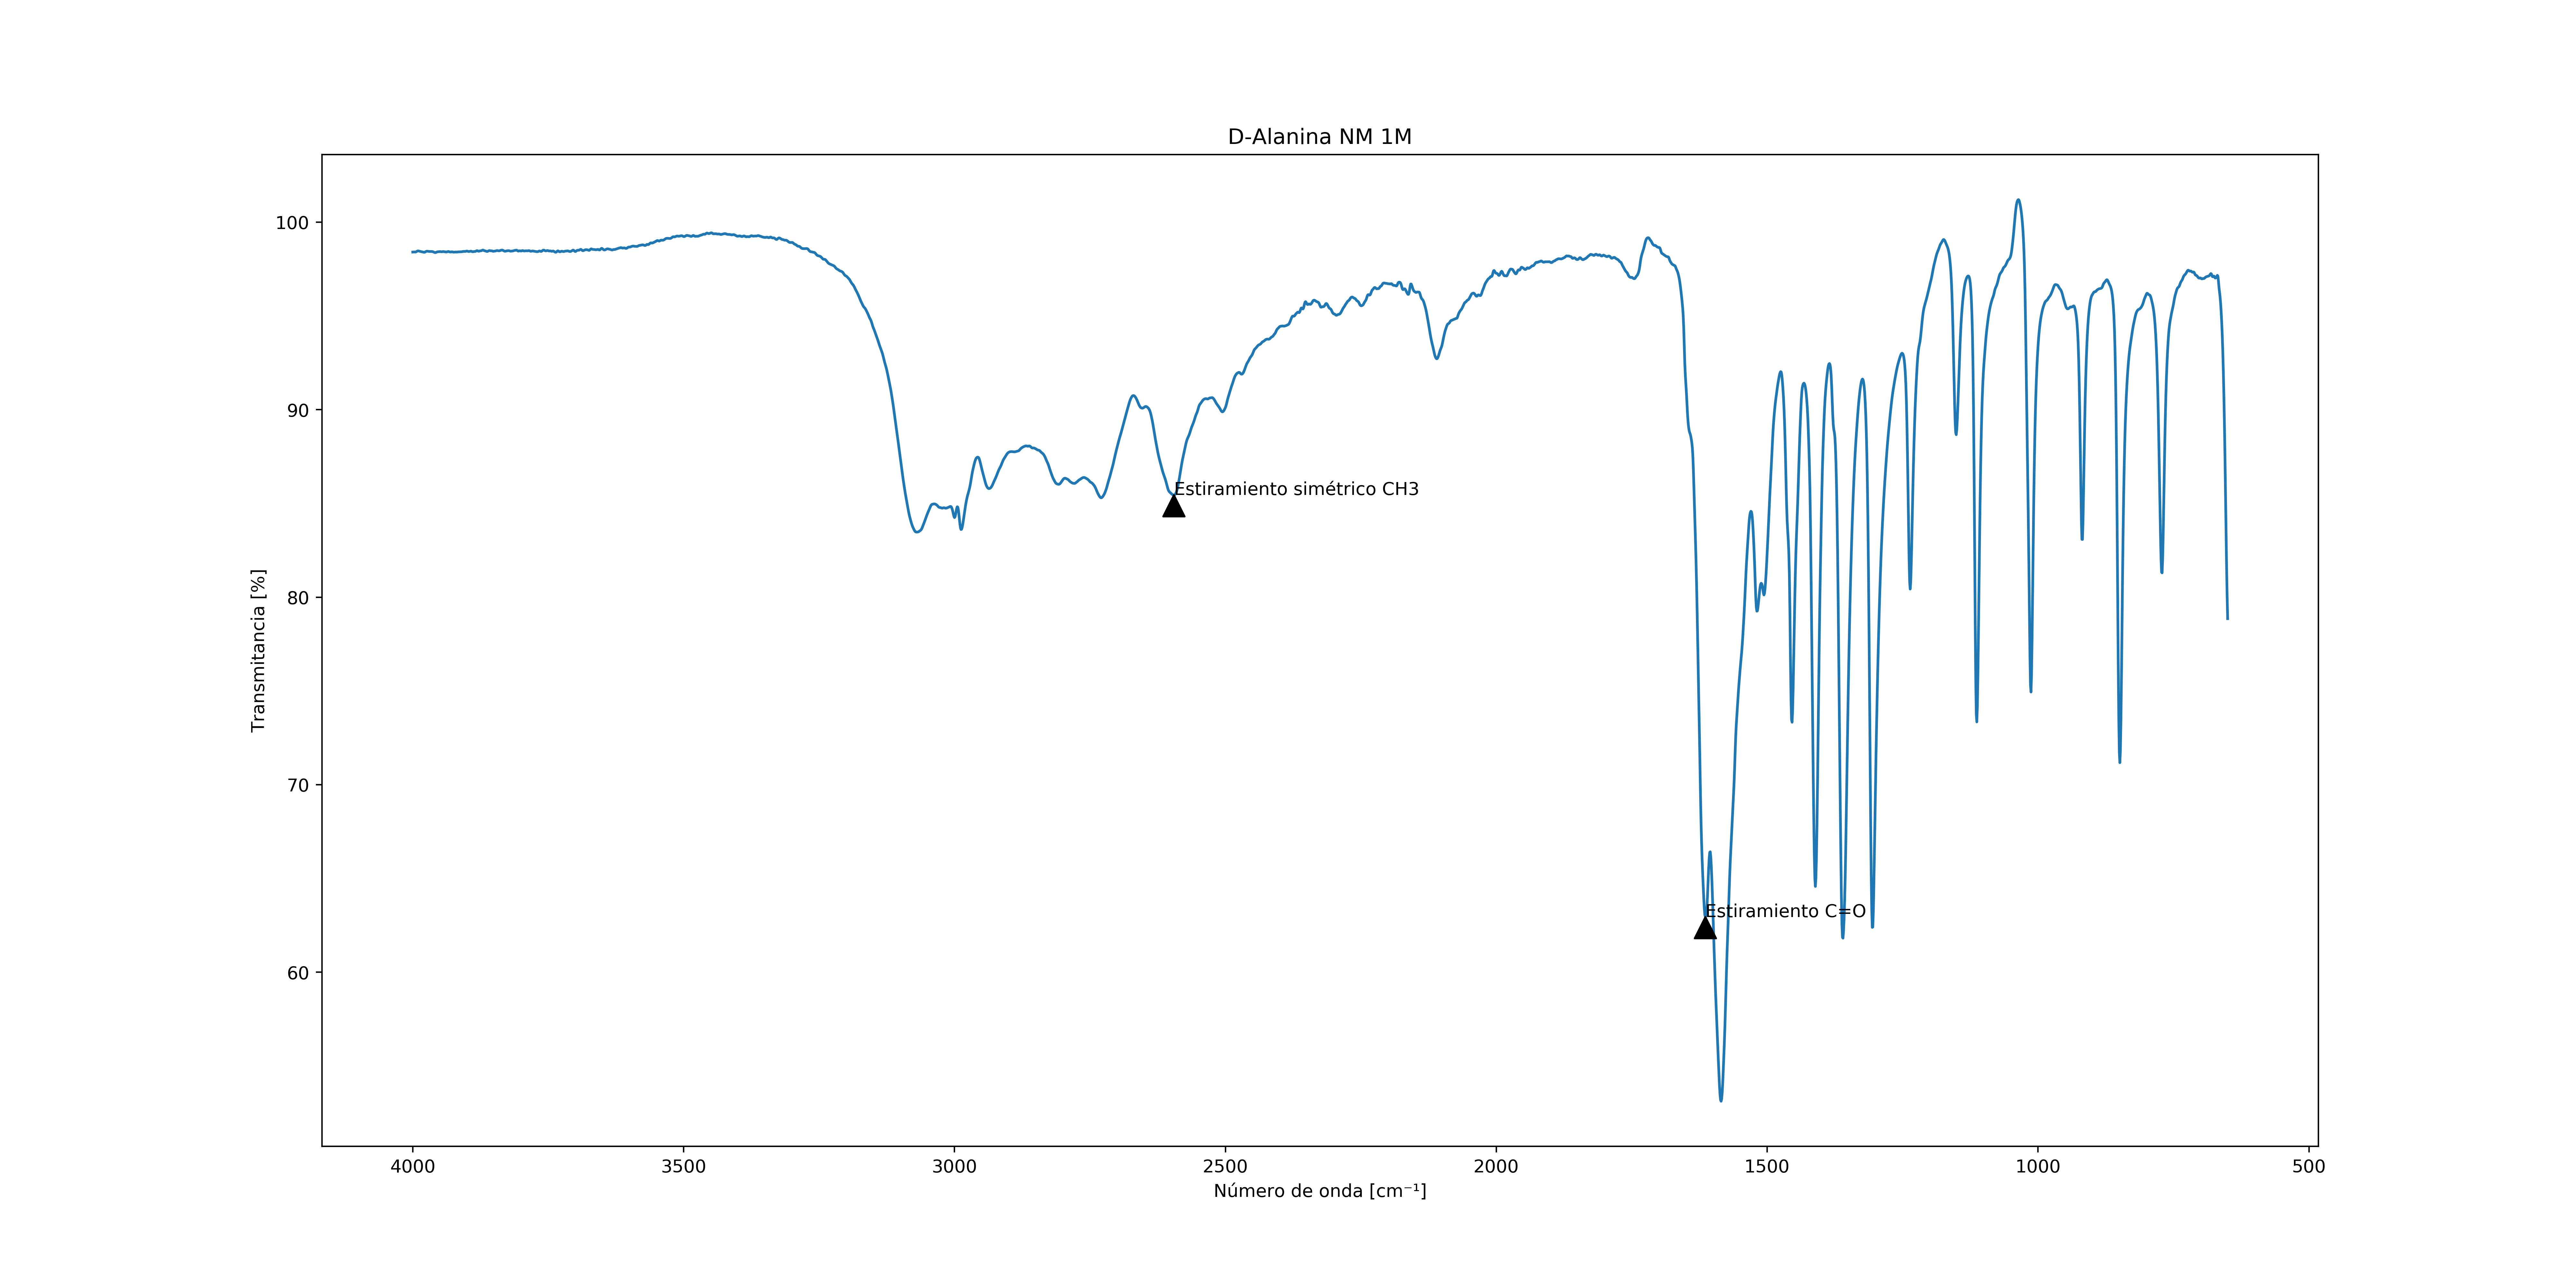 D-Alanina NM 1M
100
90
80
70
60
Transmitancia [%]
Estiramiento simétrico CH3
Estiramiento C=O
4000 3500 3000 2500 2000 1500 1000 500
Número de onda [cm⁻¹]